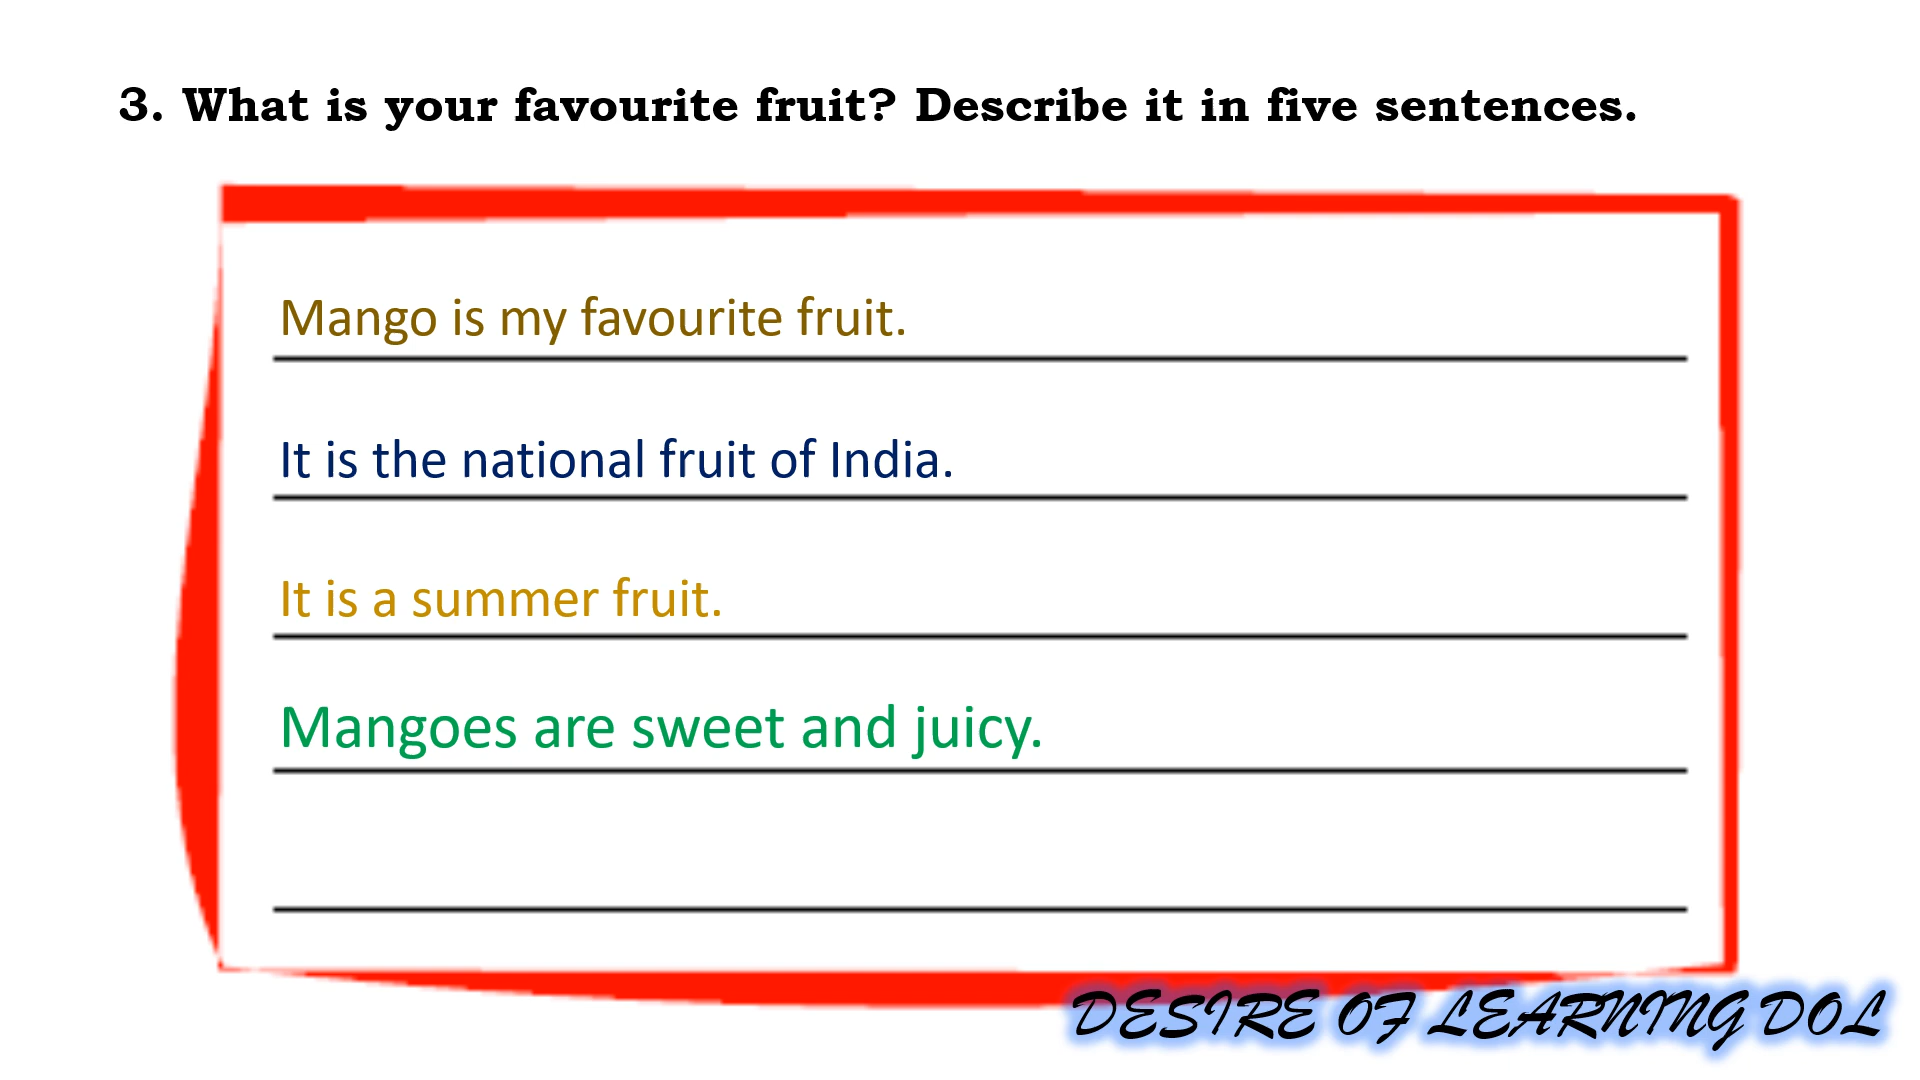 3. What is your favourite fruit? Describe it in five sentences.
Mango is my favourite fruit.
It is the national fruit of India.
It is a summer fruit.
Mangoes are sweet and juicy.
DESIRE OF LEARNING DOL